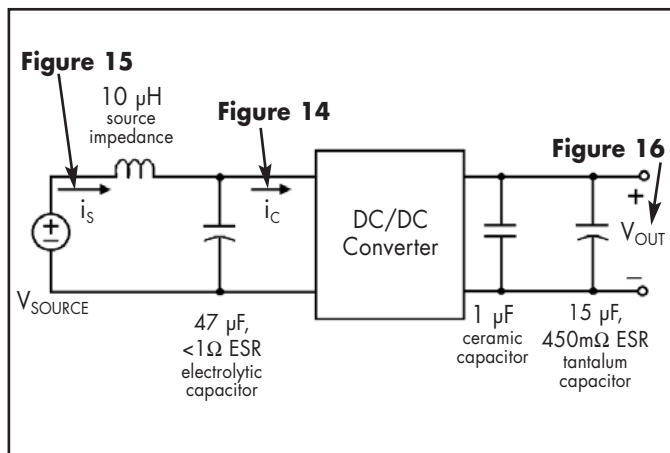 Figure 15
10 µH
source
impedance
Figure 14
Figure 16
i_S
i_C
DC/DC
Converter
+
V_OUT
–
+
–
V_SOURCE
47 µF,
<1Ω ESR
electrolytic
capacitor
1 µF
ceramic
capacitor
15 µF,
450mΩ ESR
tantalum
capacitor